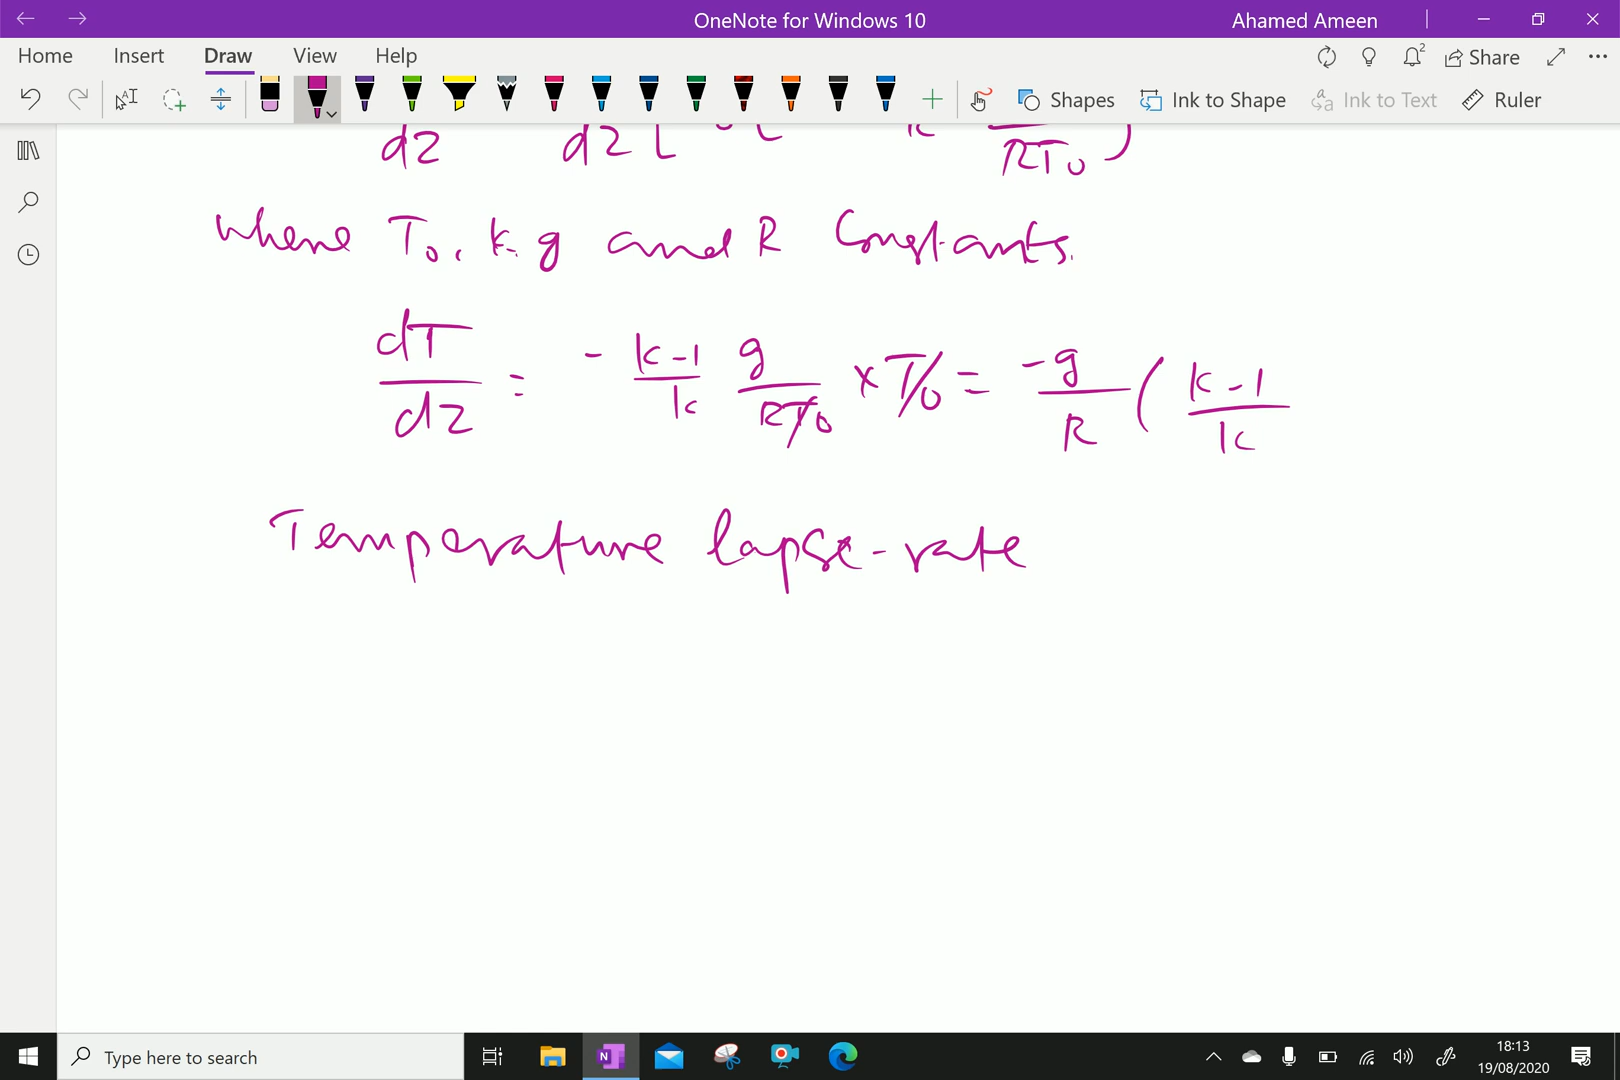 OneNote for Windows 10
Ahamed Ameen
Home Insert Draw View Help
2 Share
Shapes Ink to Shape Ink to Text Ruler
dz dz [ k RT₀ )
where T₀, k, g and R Constants.
dT/dz = - k-1/k g/RT₀ × T₀ = -g/R ( k-1/k
Temperature lapse-rate
Type here to search
18:13
19/08/2020